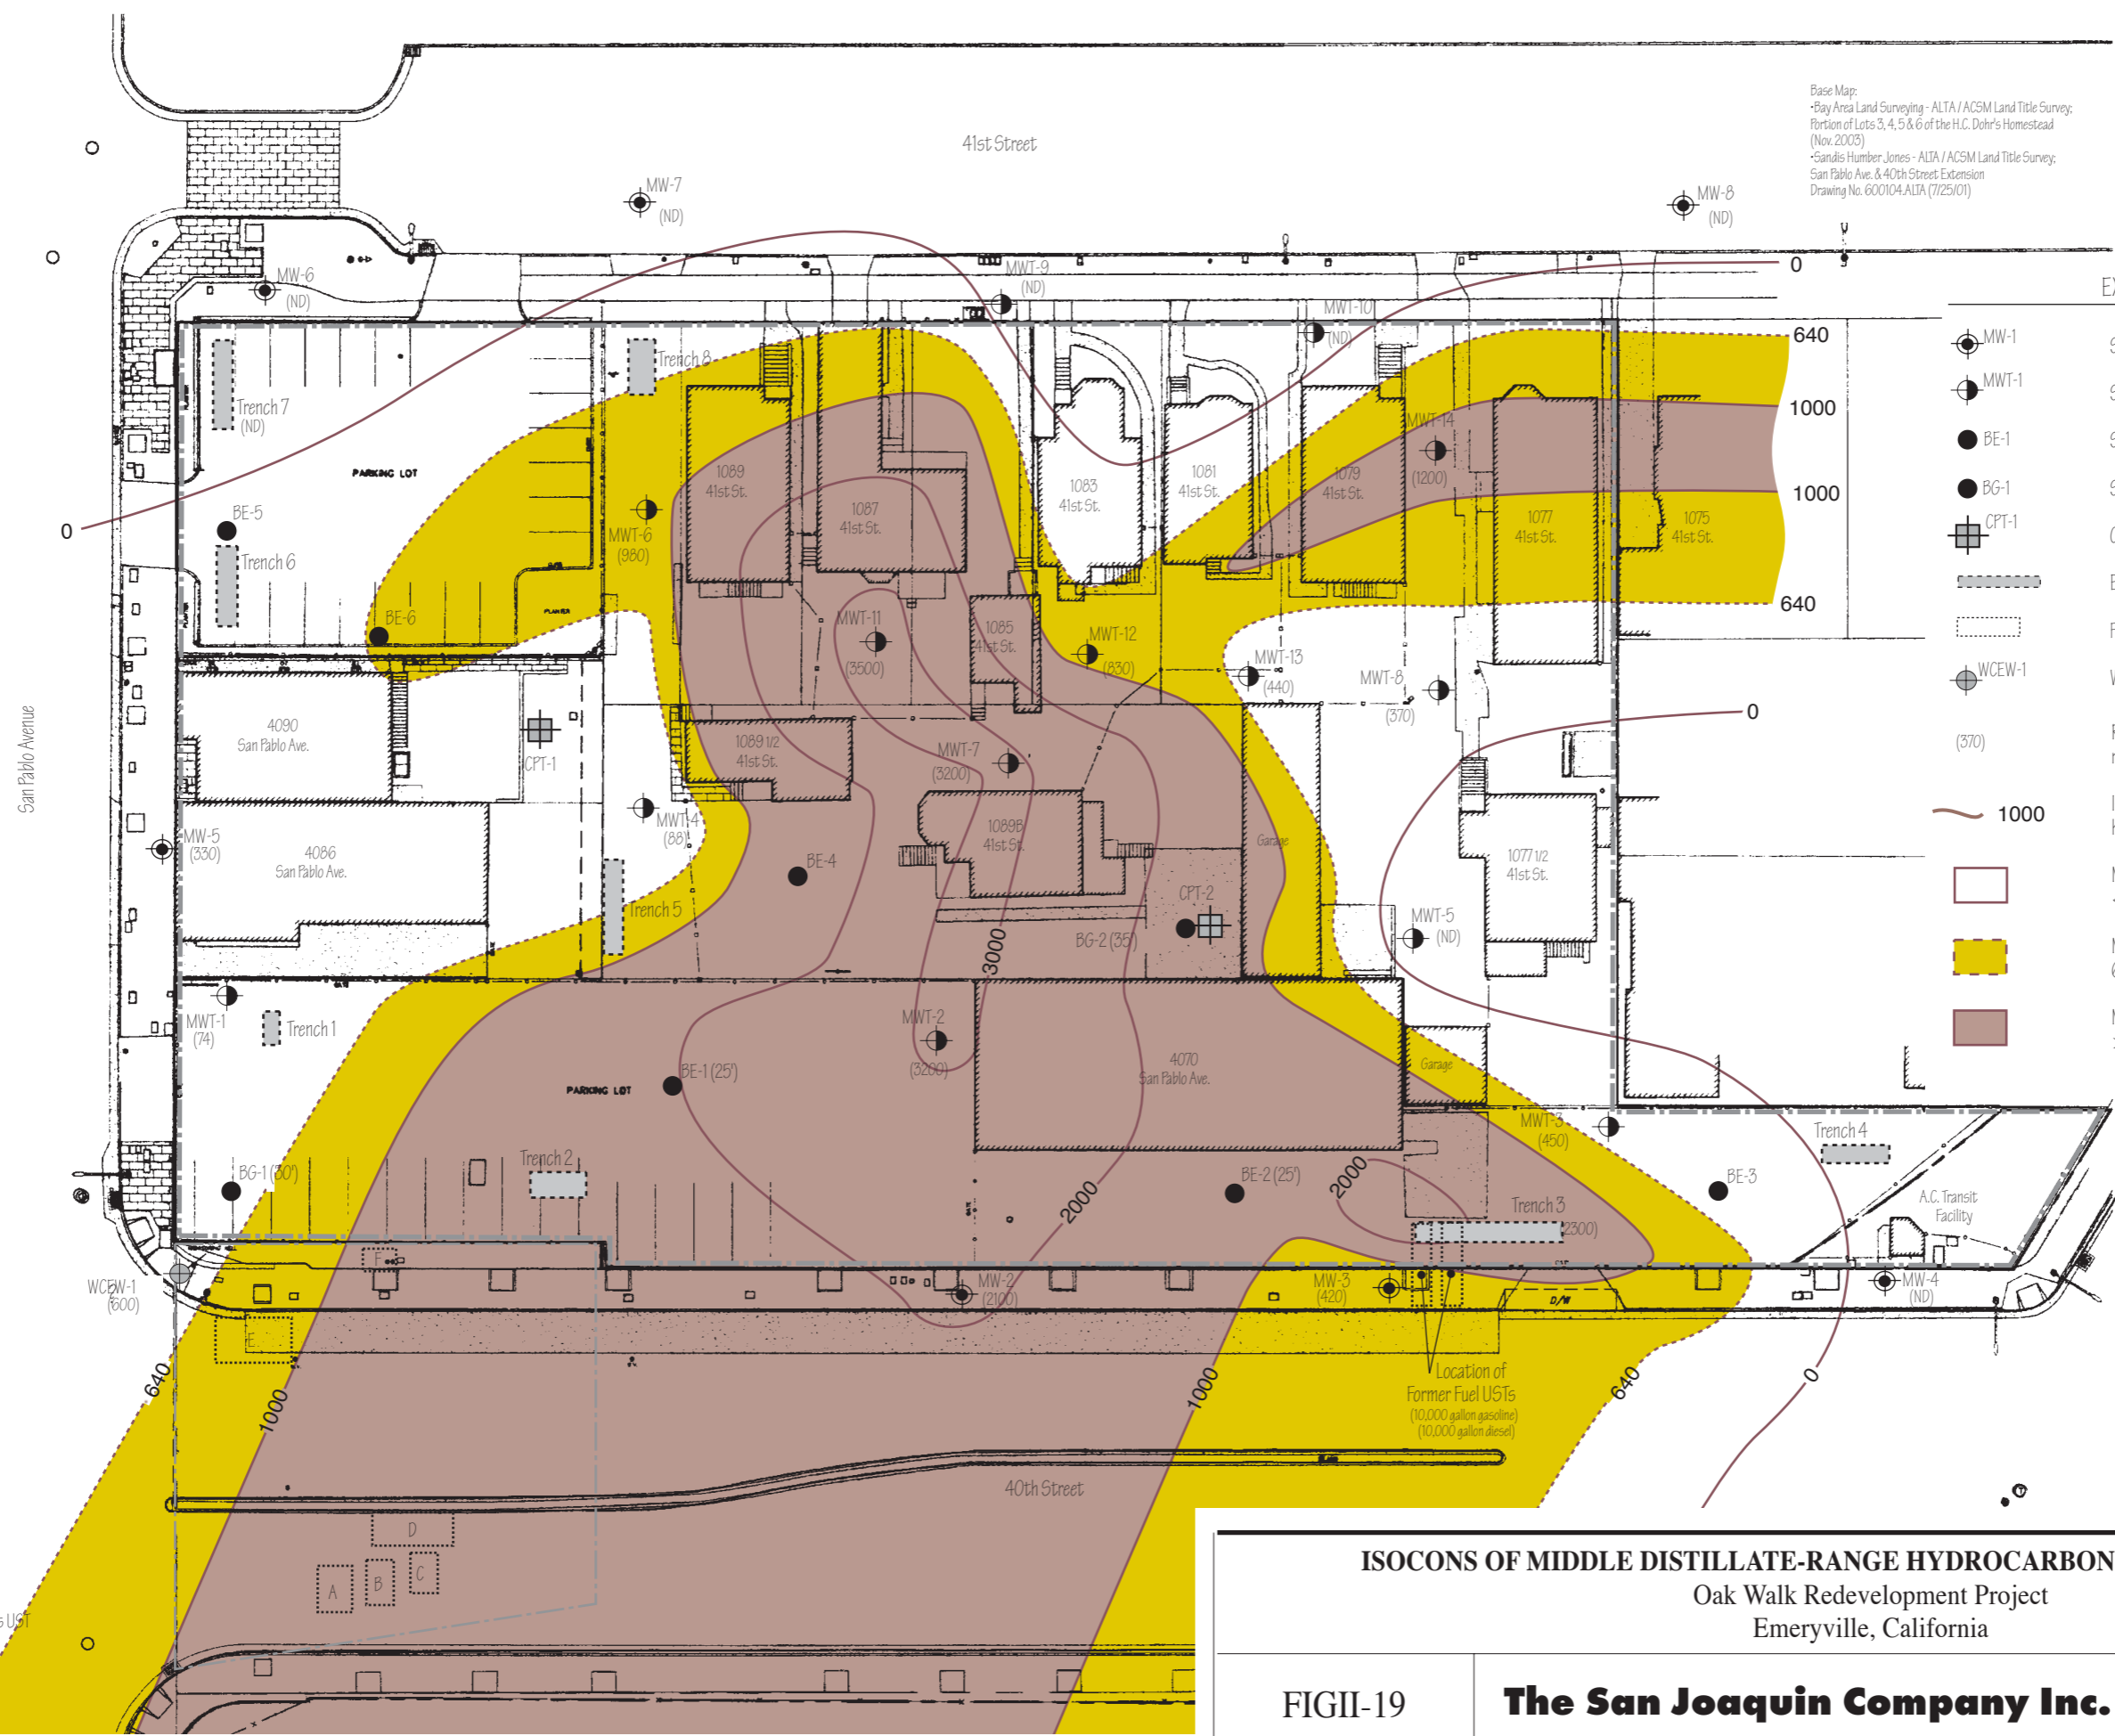 Base Map:
•Bay Area Land Surveying - ALTA / ACSM Land Title Survey;
Portion of Lots 3, 4, 5 & 6 of the H.C. Dohr's Homestead
(Nov. 2003)
•Sandis Humber Jones - ALTA / ACSM Land Title Survey;
San Pablo Ave. & 40th Street Extension
Drawing No. 600104.ALTA (7/25/01)
41st Street
MW-7
(ND)
MW-8
(ND)
MW-6
(ND)
MWT-9
(ND)
MWT-10
(ND)
0
640
1000
1000
640
0
MW-1
MWT-1
BE-1
BG-1
CPT-1
WCEW-1
(370)
1000
Trench 8
Trench 7
(ND)
PARKING LOT
BE-5
Trench 6
0
BE-6
PLANTER
MWT-6
(980)
1089
41st St.
1087
41st St.
1083
41st St.
1081
41st St.
1079
41st St.
MWT-14
(1200)
1077
41st St.
1075
41st St.
MWT-11
(3500)
1085
41st St.
MWT-12
(830)
MWT-13
(440)
MWT-8
(370)
San Pablo Avenue
4090
San Pablo Ave.
CPT-1
1089 1/2
41st St.
MWT-7
(3200)
MWT-4
(88)
MW-5
(330)
4086
San Pablo Ave.
BE-4
1089B
41st St.
Garage
1077 1/2
41st St.
Trench 5
CPT-2
BG-2 (35')
MWT-5
(ND)
3000
MWT-1
(74)
Trench 1
MWT-2
(3200)
4070
San Pablo Ave.
Garage
BE-1 (25')
PARKING LOT
MWT-3
(450)
Trench 4
BG-1 (30')
Trench 2
2000
BE-2 (25')
2000
Trench 3
(2300)
BE-3
A.C. Transit
Facility
WCEW-1
(600)
F
MW-2
(2100)
MW-3
(420)
D/W
MW-4
(ND)
E
640
1000
1000
Location of
Former Fuel USTs
(10,000 gallon gasoline)
(10,000 gallon diesel)
640
0
40th Street
D
A
B
C
UST
ISOCONS OF MIDDLE DISTILLATE-RANGE HYDROCARBON
Oak Walk Redevelopment Project
Emeryville, California
FIGII-19
The San Joaquin Company Inc.